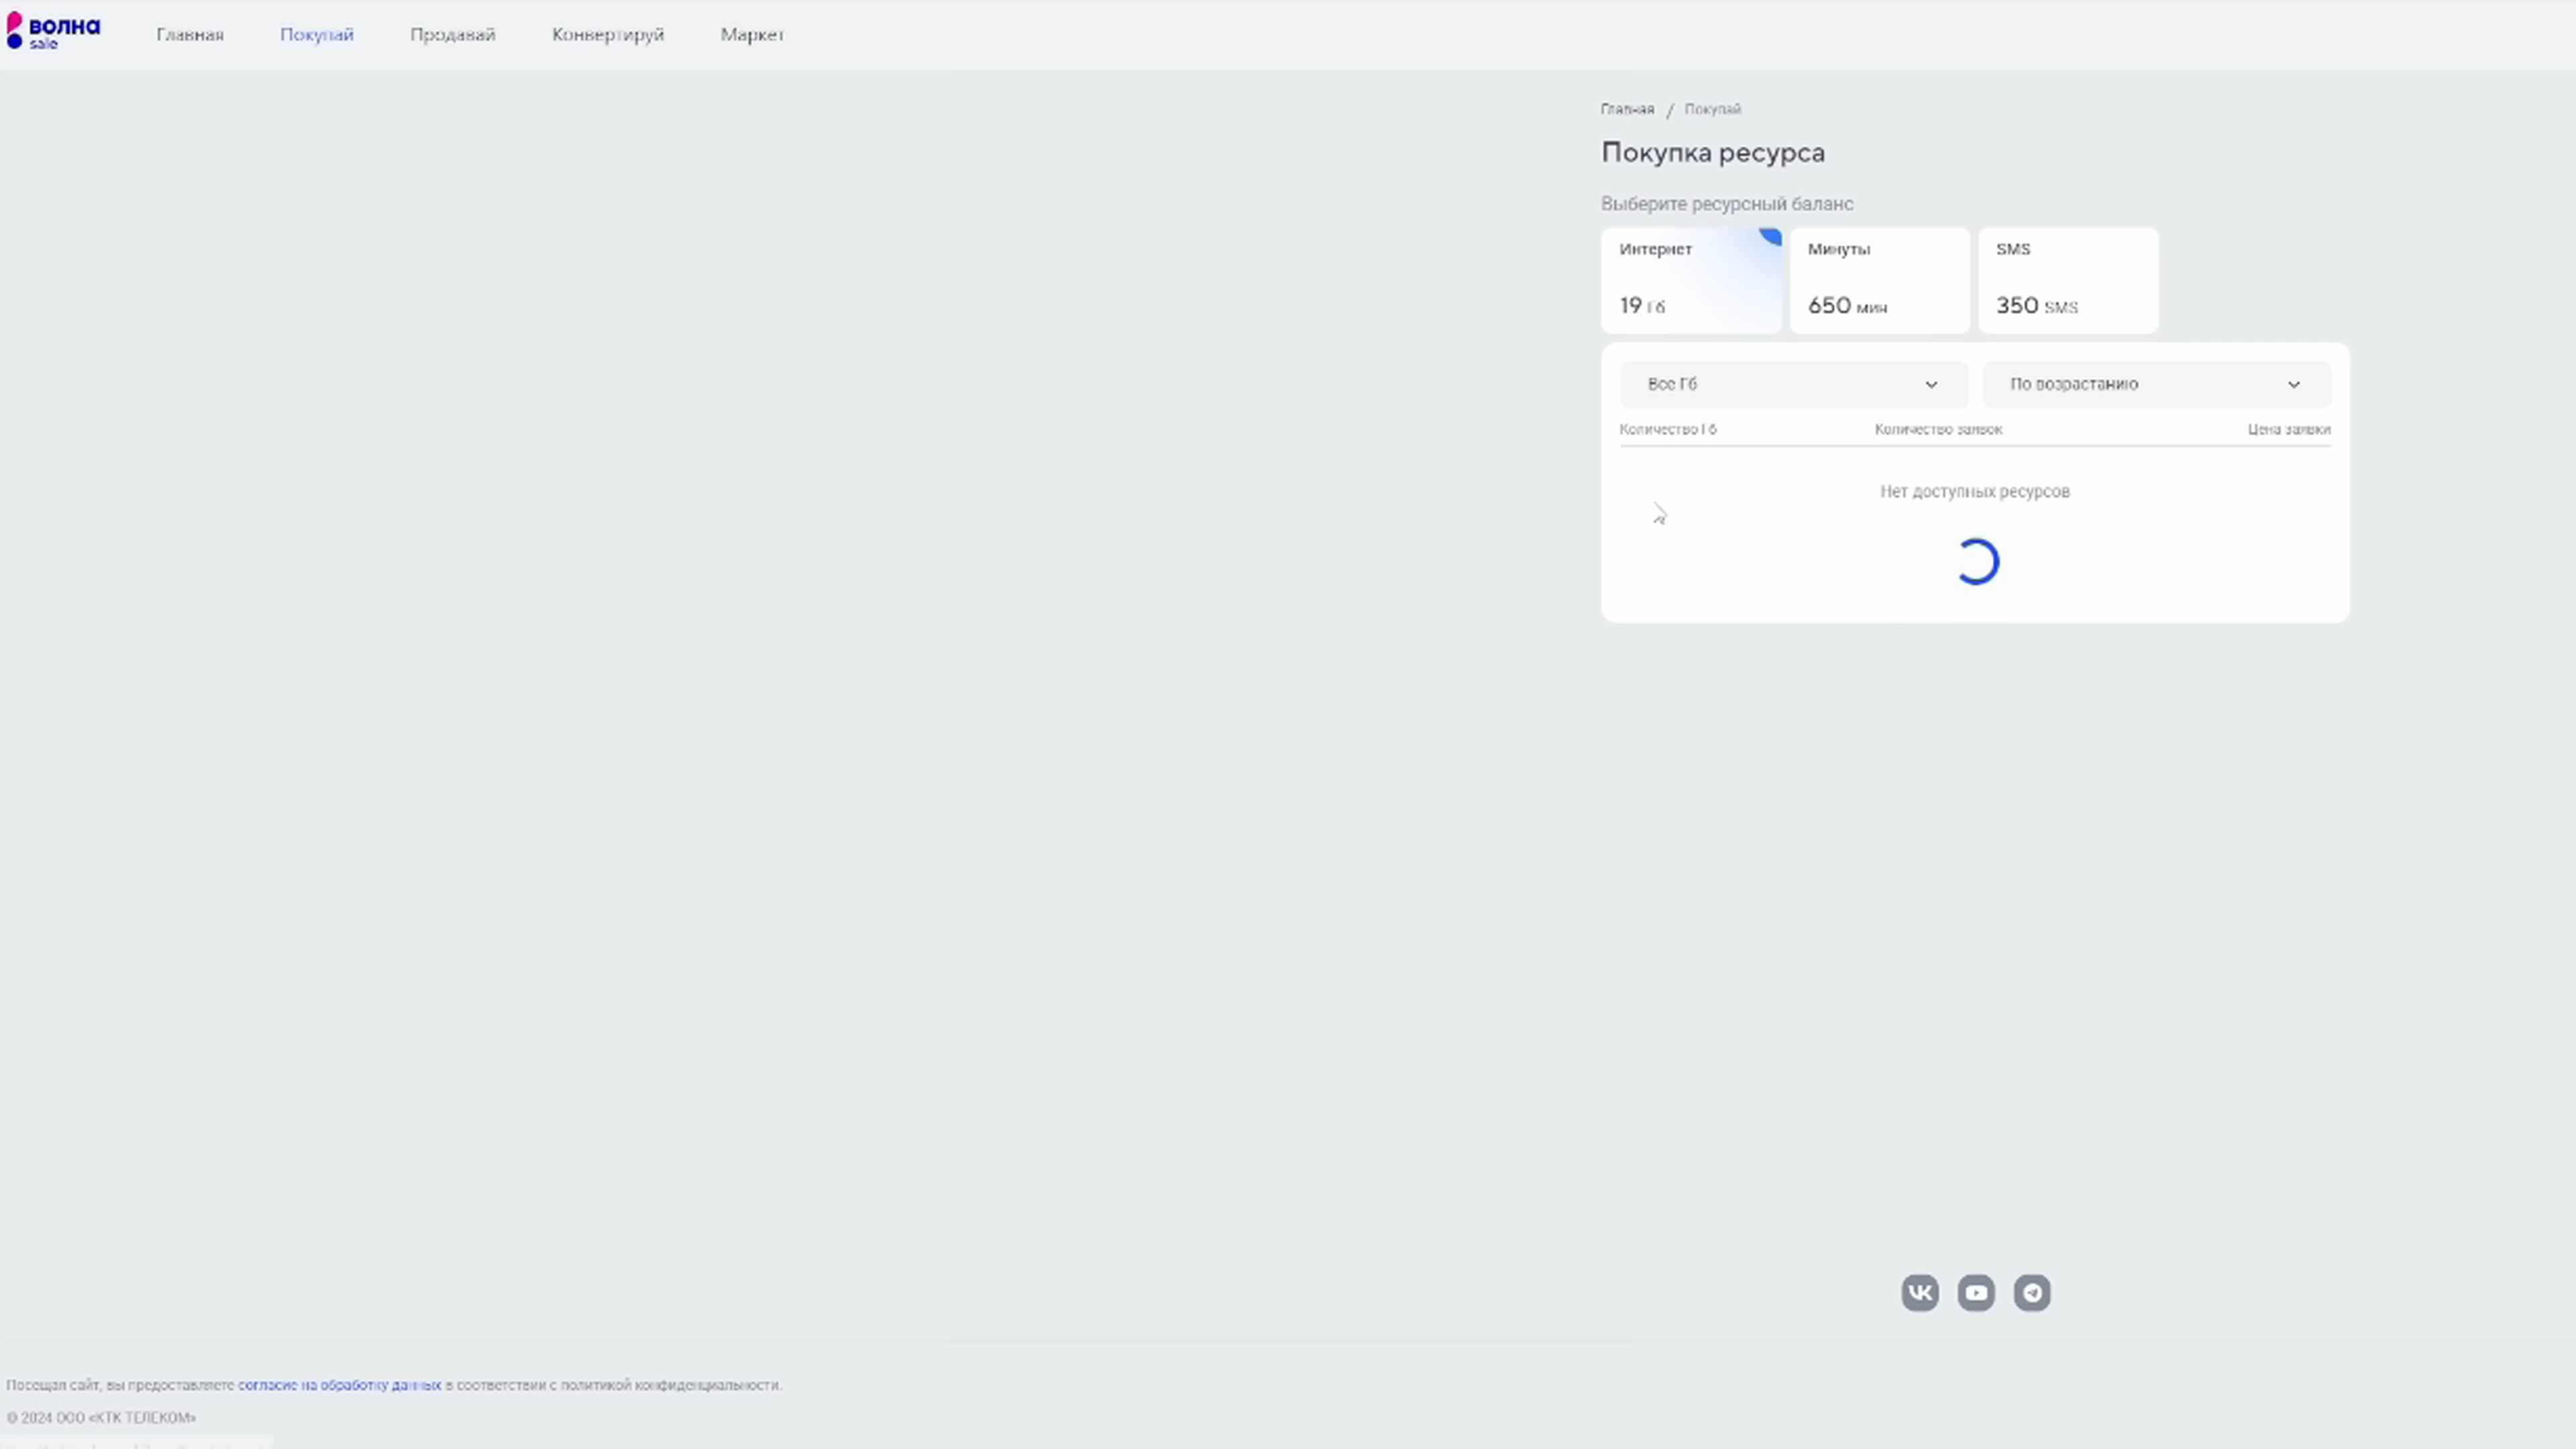 волна
sale
Главная Покупай Продавай Конвертируй Маркет
Главная / Покупай
Покупка ресурса
Выберите ресурсный баланс
Интернет Минуты SMS
19 Гб 650 мин 350 SMS
Все Гб По возрастанию
Количество Гб Количество заявок Цена заявки
Нет доступных ресурсов
Посещая сайт, вы предоставляете согласие на обработку данных в соответствии с политикой конфиденциальности.
© 2024 ООО «КТК ТЕЛЕКОМ»